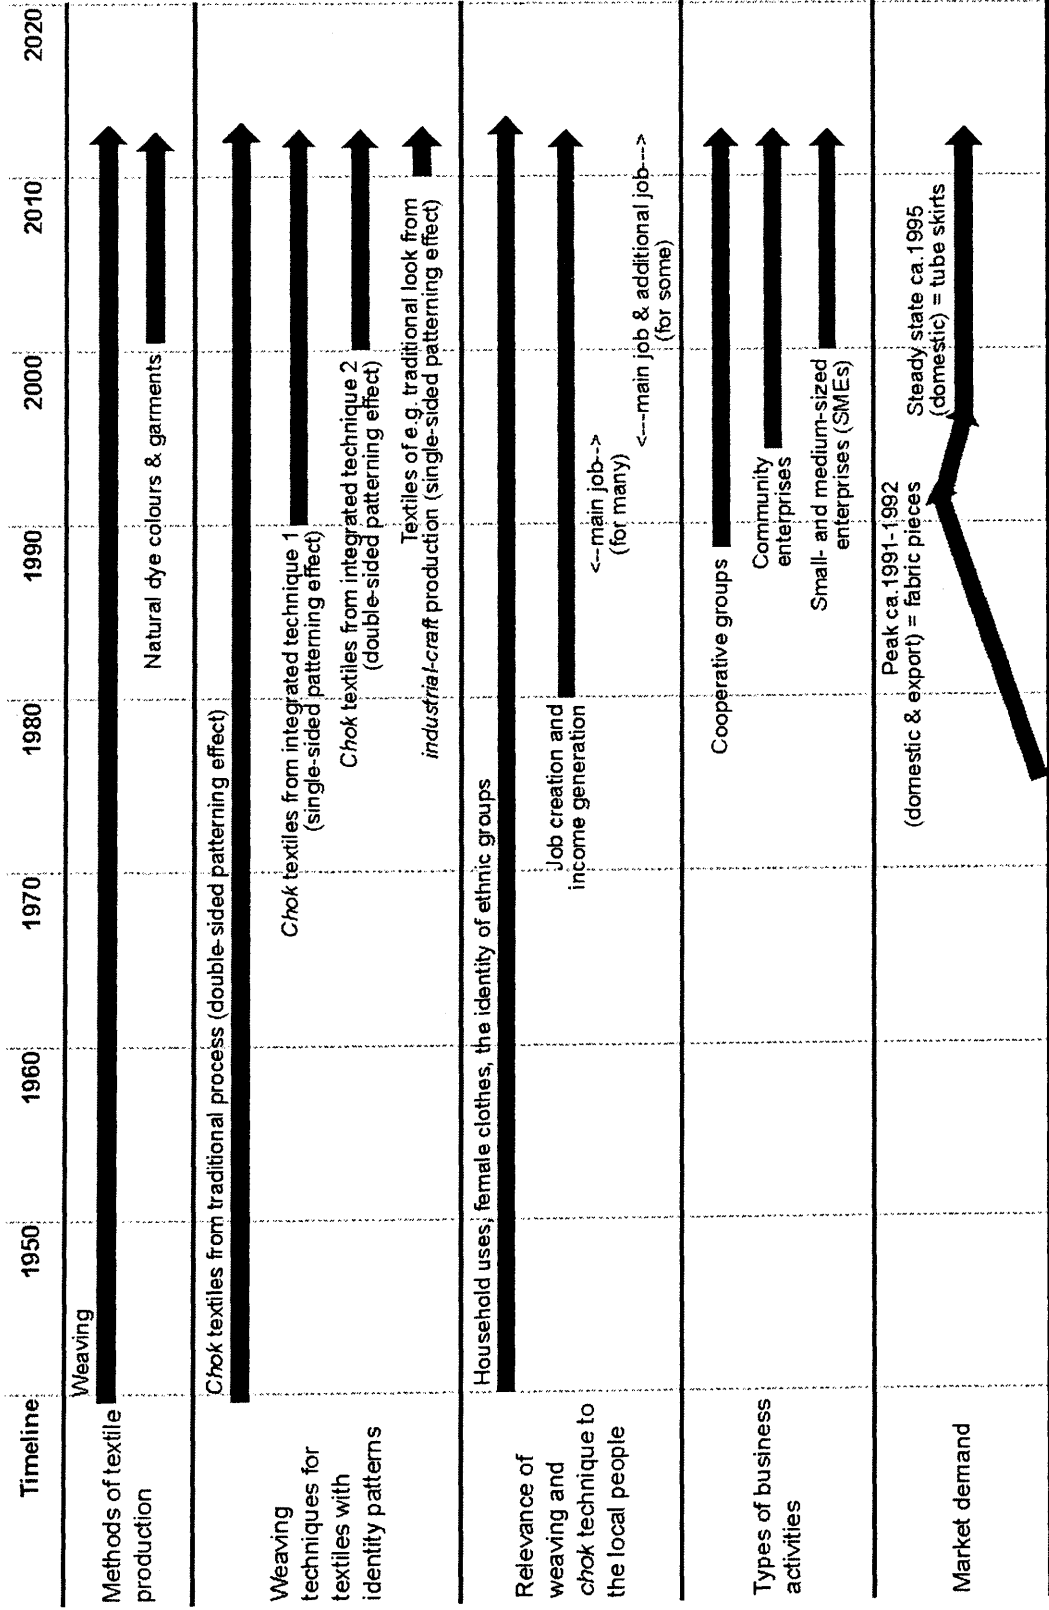 Timeline 1950 1960 1970 1980 1990 2000 2010 2020
Methods of textile
production
Weaving
Natural dye colours & garments
Weaving
techniques for
textiles with
identity patterns
Chok textiles from traditional process (double-sided patterning effect)
Chok textiles from integrated technique 1
(single-sided patterning effect)
Chok textiles from integrated technique 2
(double-sided patterning effect)
Textiles of e.g. traditional look from
industrial-craft production (single-sided patterning effect)
Relevance of
weaving and
chok technique to
the local people
Household uses, female clothes, the identity of ethnic groups
Job creation and
income generation
<--main job-->
(for many)
<---main job & additional job--->
(for some)
Types of business
activities
Cooperative groups
Community
enterprises
Small- and medium-sized
enterprises (SMEs)
Market demand
Peak ca.1991-1992
(domestic & export) = fabric pieces
Steady state ca.1995
(domestic) = tube skirts